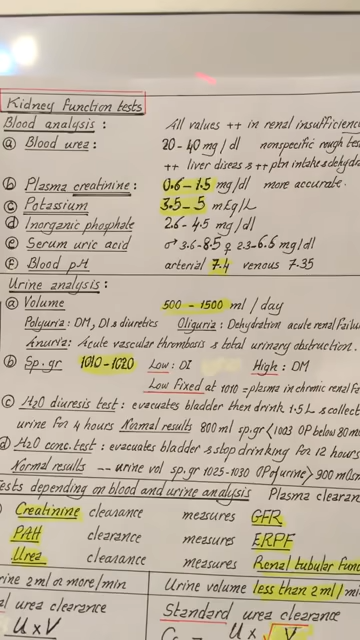 Kidney Function tests
Blood analysis : All values ++ in renal insufficienc
ⓐ Blood urea : 20-40 mg/dl nonspecific rough te
++ liver diseas & ++ ptn intake & dehyd
ⓑ Plasma creatinine : 0.6-1.5 mg/dl more accurate.
ⓒ Potassium 3.5-5 mEq/L
ⓓ Inorganic phosphate 2.6-4.5 mg/dl
ⓔ Serum uric acid ♂ 3.6-8.5 ♀ 2.3-6.6 mg/dl
ⓕ Blood pH arterial 7.4 venous 7.35
Urine analysis :
ⓐ Volume 500-1500 ml/day
Polyuria: DM, DI & diuretics Oliguria: Dehydration acute renal failur
Anuria: Acute vascular thrombosis & total urinary obstruction.
ⓑ Sp.gr 1010-1020 Low: DI High: DM
Low Fixed at 1010 = plasma in chronic renal F
ⓒ H2O diuresis test : evacuates bladder then drink 1.5 L & collect
urine for 4 hours Normal results 800 ml sp.gr < 1003 OP below 80 m
ⓓ H2O conc. test : evacuates bladder & stop drinking for 12 hours
Normal results -- urine vol sp.gr 1025-1030 OP of urine > 900 m
Tests depending on blood and urine analysis Plasma clearan
Creatinine clearance measures GFR
PAH clearance measures ERPF
Urea clearance measures Renal tubular func
rine 2 ml or more/min Urine volume less than 2 ml/mi
urea clearance Standard urea clearance
U x V Cs = U x √V